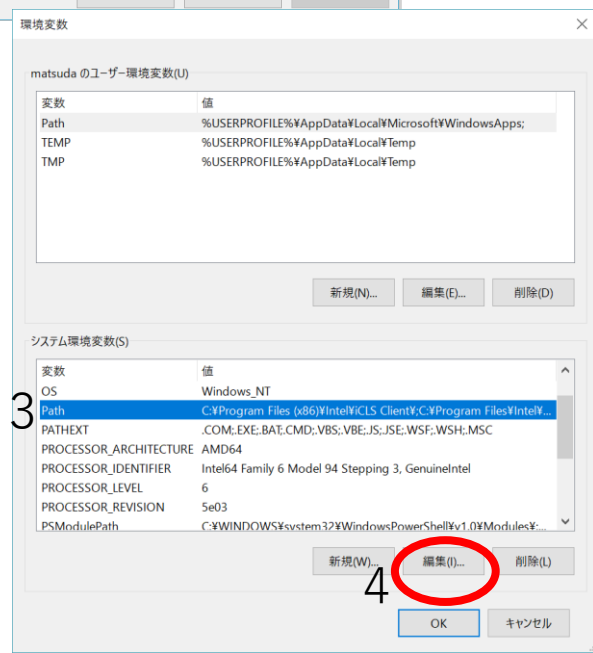 環境変数
matsuda のユーザー環境変数(U)
変数 値
Path %USERPROFILE%¥AppData¥Local¥Microsoft¥WindowsApps;
TEMP %USERPROFILE%¥AppData¥Local¥Temp
TMP %USERPROFILE%¥AppData¥Local¥Temp
新規(N)... 編集(E)... 削除(D)
システム環境変数(S)
変数 値
OS Windows_NT
3 Path C:¥Program Files (x86)¥Intel¥iCLS Client¥;C:¥Program Files¥Intel¥...
PATHEXT .COM;.EXE;.BAT;.CMD;.VBS;.VBE;.JS;.JSE;.WSF;.WSH;.MSC
PROCESSOR_ARCHITECTURE AMD64
PROCESSOR_IDENTIFIER Intel64 Family 6 Model 94 Stepping 3, GenuineIntel
PROCESSOR_LEVEL 6
PROCESSOR_REVISION 5e03
PSModulePath C:¥WINDOWS¥system32¥WindowsPowerShell¥v1.0¥Modules¥;...
新規(W)... 編集(I)... 削除(L)
4
OK キャンセル